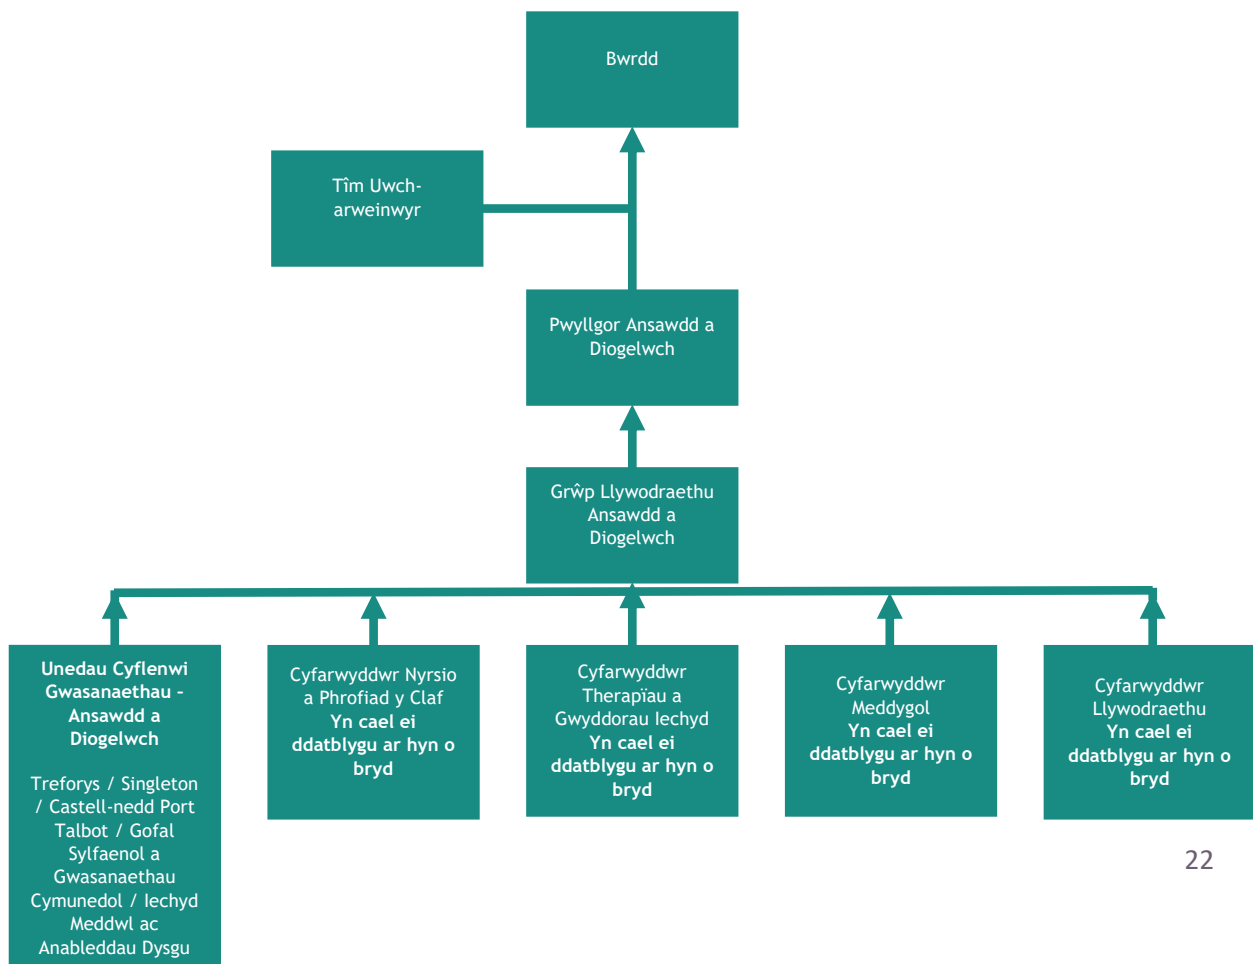 Bwrdd
Tîm Uwch-
arweinwyr
Pwyllgor Ansawdd a
Diogelwch
Grŵp Llywodraethu
Ansawdd a
Diogelwch
Unedau Cyflenwi
Gwasanaethau -
Ansawdd a
Diogelwch
Treforys / Singleton
/ Castell-nedd Port
Talbot / Gofal
Sylfaenol a
Gwasanaethau
Cymunedol / Iechyd
Meddwl ac
Anableddau Dysgu
Cyfarwyddwr Nyrsio
a Phrofiad y Claf
Yn cael ei
ddatblygu ar hyn o
bryd
Cyfarwyddwr
Therapïau a
Gwyddorau Iechyd
Yn cael ei
ddatblygu ar hyn o
bryd
Cyfarwyddwr
Meddygol
Yn cael ei
ddatblygu ar hyn o
bryd
Cyfarwyddwr
Llywodraethu
Yn cael ei
ddatblygu ar hyn o
bryd
22